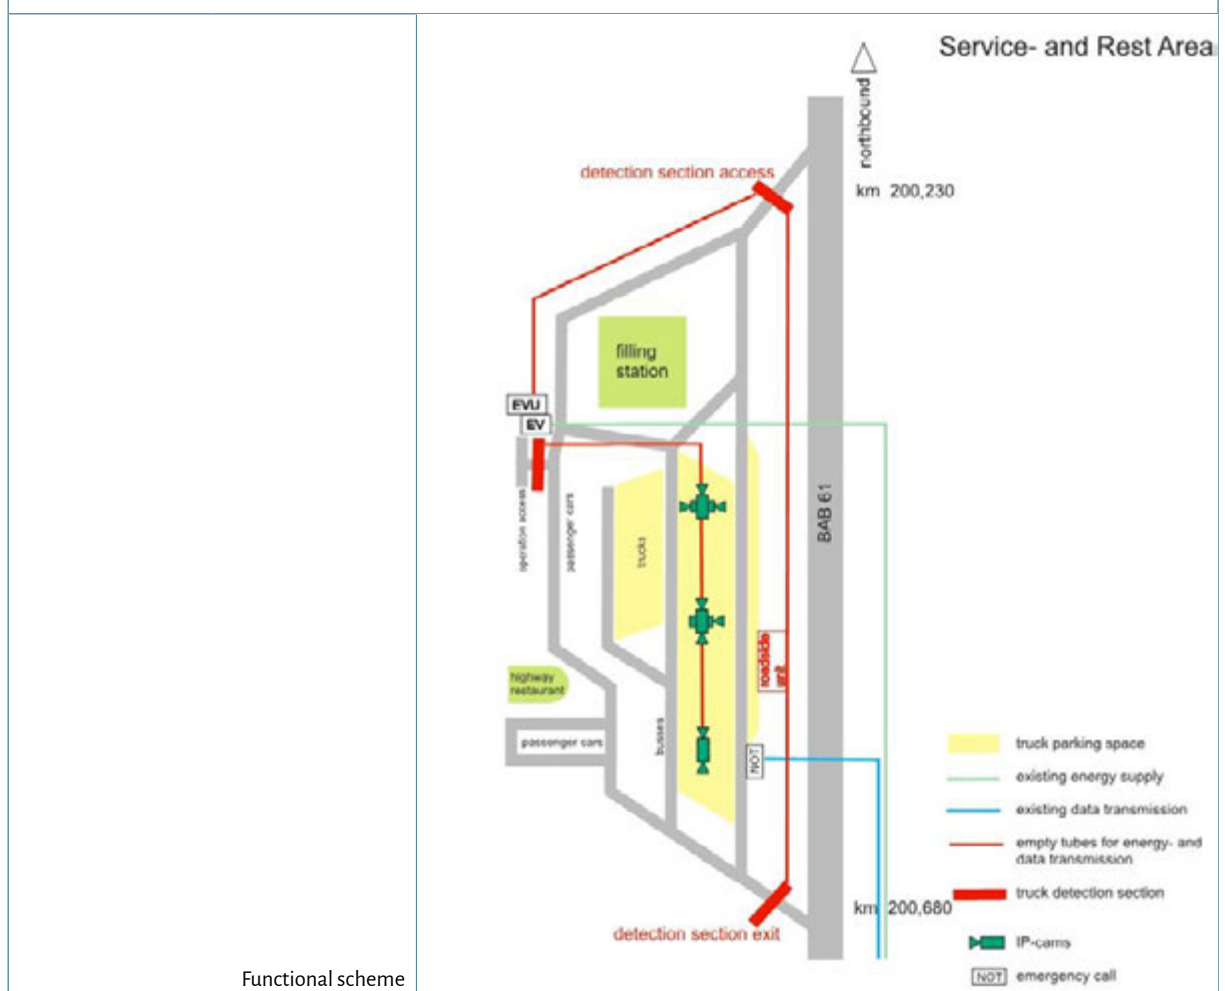 Service- and Rest Area
northbound
detection section access
km 200,230
filling
station
EVU
EV
operation access
passenger cars
trucks
BAB 61
roadside
unit
highway
restaurant
passenger cars
busses
NOT
truck parking space
existing energy supply
existing data transmission
empty tubes for energy- and
data transmission
truck detection section
km 200,680
detection section exit
IP-cams
NOT emergency call
Functional scheme